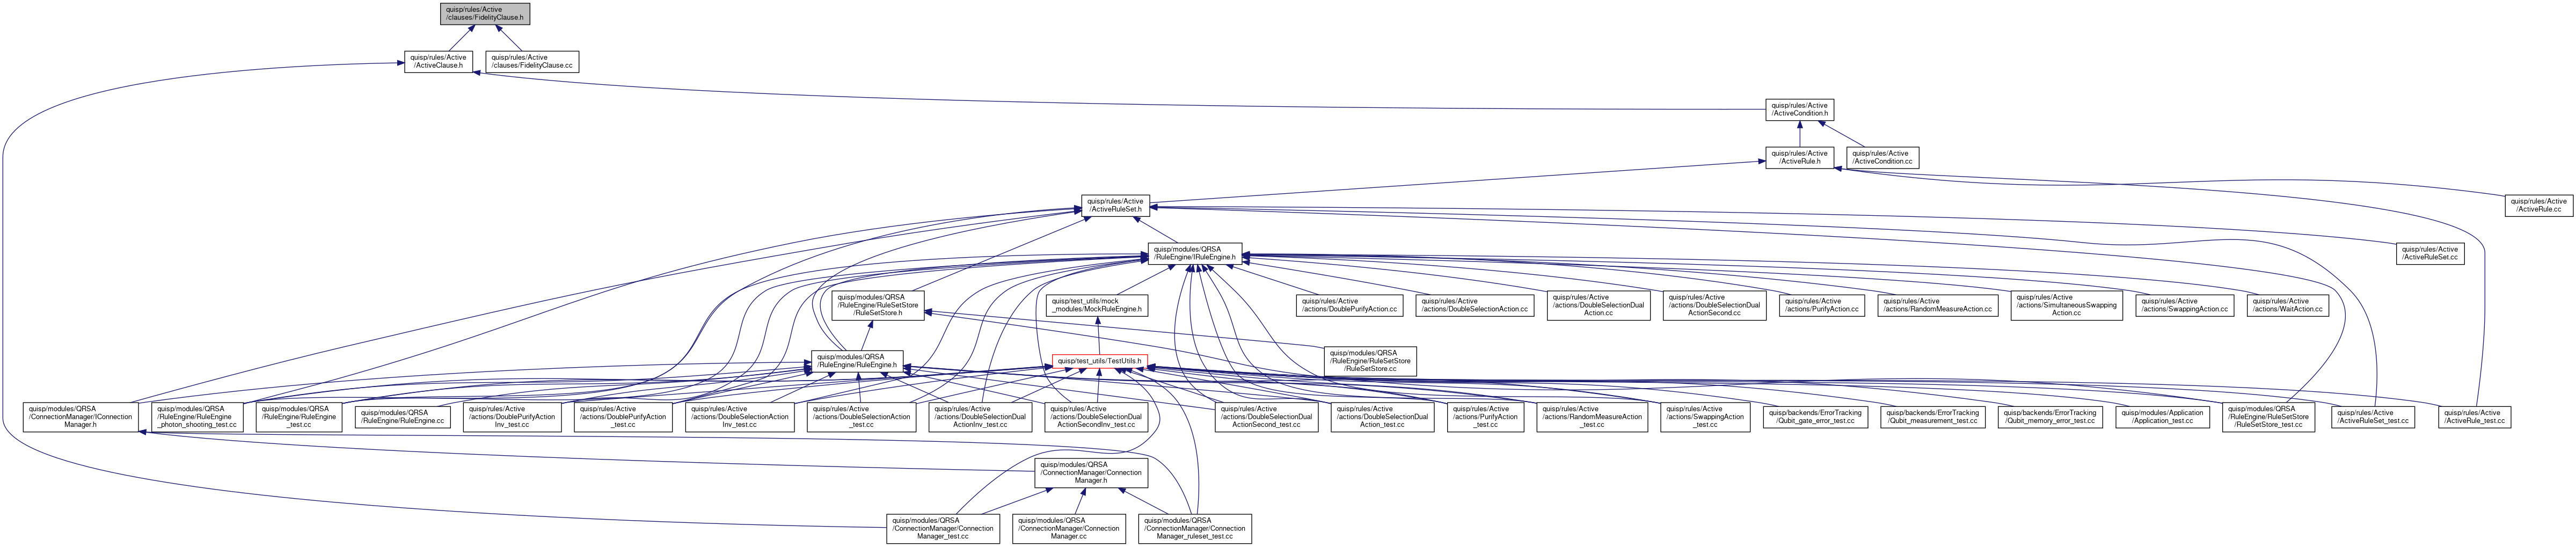 quisp/rules/Active
/clauses/FidelityClause.h
quisp/rules/Active
/ActiveClause.h
quisp/rules/Active
/clauses/FidelityClause.cc
quisp/rules/Active
/ActiveCondition.h
quisp/rules/Active
/ActiveRule.h
quisp/rules/Active
/ActiveCondition.cc
quisp/rules/Active
/ActiveRuleSet.h
quisp/rules/Active
/ActiveRule.cc
quisp/modules/QRSA
/RuleEngine/IRuleEngine.h
quisp/rules/Active
/ActiveRuleSet.cc
quisp/modules/QRSA
/RuleEngine/RuleSetStore
/RuleSetStore.h
quisp/test_utils/mock
_modules/MockRuleEngine.h
quisp/rules/Active
/actions/DoublePurifyAction.cc
quisp/rules/Active
/actions/DoubleSelectionAction.cc
quisp/rules/Active
/actions/DoubleSelectionDual
Action.cc
quisp/rules/Active
/actions/DoubleSelectionDual
ActionSecond.cc
quisp/rules/Active
/actions/PurifyAction.cc
quisp/rules/Active
/actions/RandomMeasureAction.cc
quisp/rules/Active
/actions/SimultaneousSwapping
Action.cc
quisp/rules/Active
/actions/SwappingAction.cc
quisp/rules/Active
/actions/WaitAction.cc
quisp/modules/QRSA
/RuleEngine/RuleEngine.h
quisp/test_utils/TestUtils.h
quisp/modules/QRSA
/RuleEngine/RuleSetStore
/RuleSetStore.cc
quisp/modules/QRSA
/ConnectionManager/IConnection
Manager.h
quisp/modules/QRSA
/RuleEngine/RuleEngine
_photon_shooting_test.cc
quisp/modules/QRSA
/RuleEngine/RuleEngine
_test.cc
quisp/modules/QRSA
/RuleEngine/RuleEngine.cc
quisp/rules/Active
/actions/DoublePurifyAction
Inv_test.cc
quisp/rules/Active
/actions/DoublePurifyAction
_test.cc
quisp/rules/Active
/actions/DoubleSelectionAction
Inv_test.cc
quisp/rules/Active
/actions/DoubleSelectionAction
_test.cc
quisp/rules/Active
/actions/DoubleSelectionDual
ActionInv_test.cc
quisp/rules/Active
/actions/DoubleSelectionDual
ActionSecondInv_test.cc
quisp/rules/Active
/actions/DoubleSelectionDual
ActionSecond_test.cc
quisp/rules/Active
/actions/DoubleSelectionDual
Action_test.cc
quisp/rules/Active
/actions/PurifyAction
_test.cc
quisp/rules/Active
/actions/RandomMeasureAction
_test.cc
quisp/rules/Active
/actions/SwappingAction
_test.cc
quisp/backends/ErrorTracking
/Qubit_gate_error_test.cc
quisp/backends/ErrorTracking
/Qubit_measurement_test.cc
quisp/backends/ErrorTracking
/Qubit_memory_error_test.cc
quisp/modules/Application
/Application_test.cc
quisp/modules/QRSA
/RuleEngine/RuleSetStore
/RuleSetStore_test.cc
quisp/rules/Active
/ActiveRuleSet_test.cc
quisp/rules/Active
/ActiveRule_test.cc
quisp/modules/QRSA
/ConnectionManager/Connection
Manager.h
quisp/modules/QRSA
/ConnectionManager/Connection
Manager_test.cc
quisp/modules/QRSA
/ConnectionManager/Connection
Manager.cc
quisp/modules/QRSA
/ConnectionManager/Connection
Manager_ruleset_test.cc